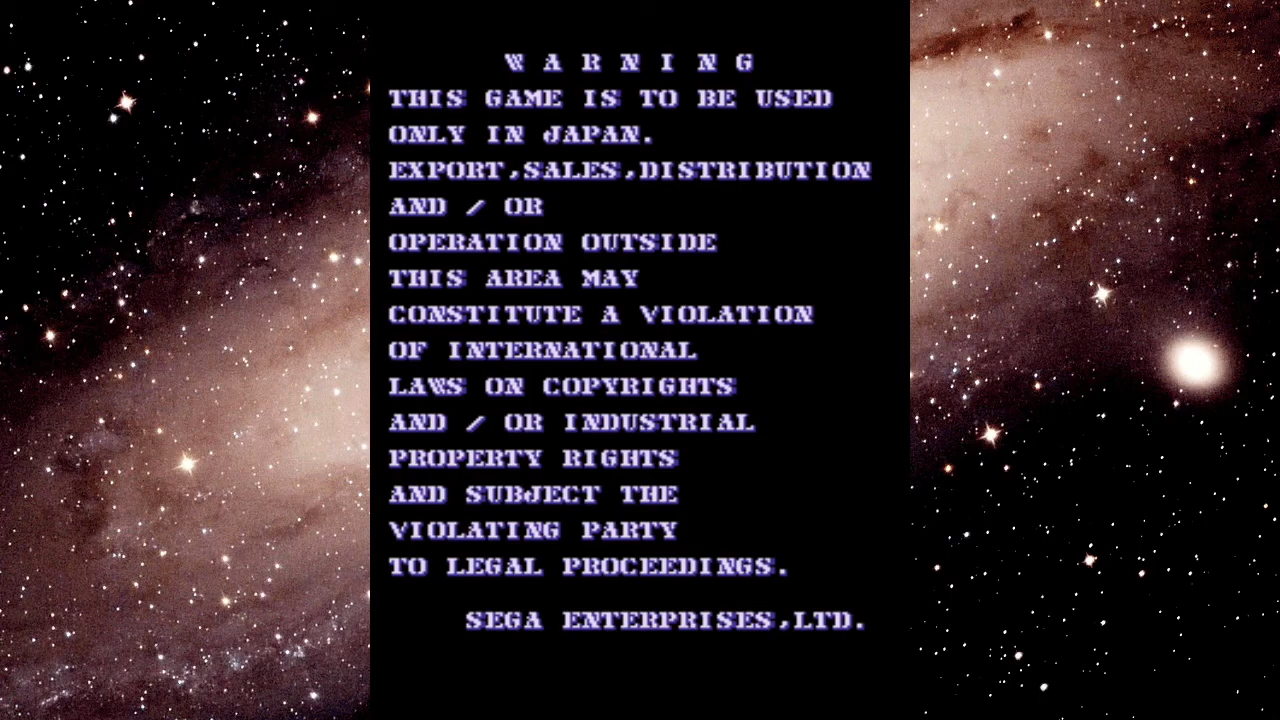 W A R N I N G
THIS GAME IS TO BE USED
ONLY IN JAPAN.
EXPORT,SALES,DISTRIBUTION
AND / OR
OPERATION OUTSIDE
THIS AREA MAY
CONSTITUTE A VIOLATION
OF INTERNATIONAL
LAWS ON COPYRIGHTS
AND / OR INDUSTRIAL
PROPERTY RIGHTS
AND SUBJECT THE
VIOLATING PARTY
TO LEGAL PROCEEDINGS.
SEGA ENTERPRISES,LTD.